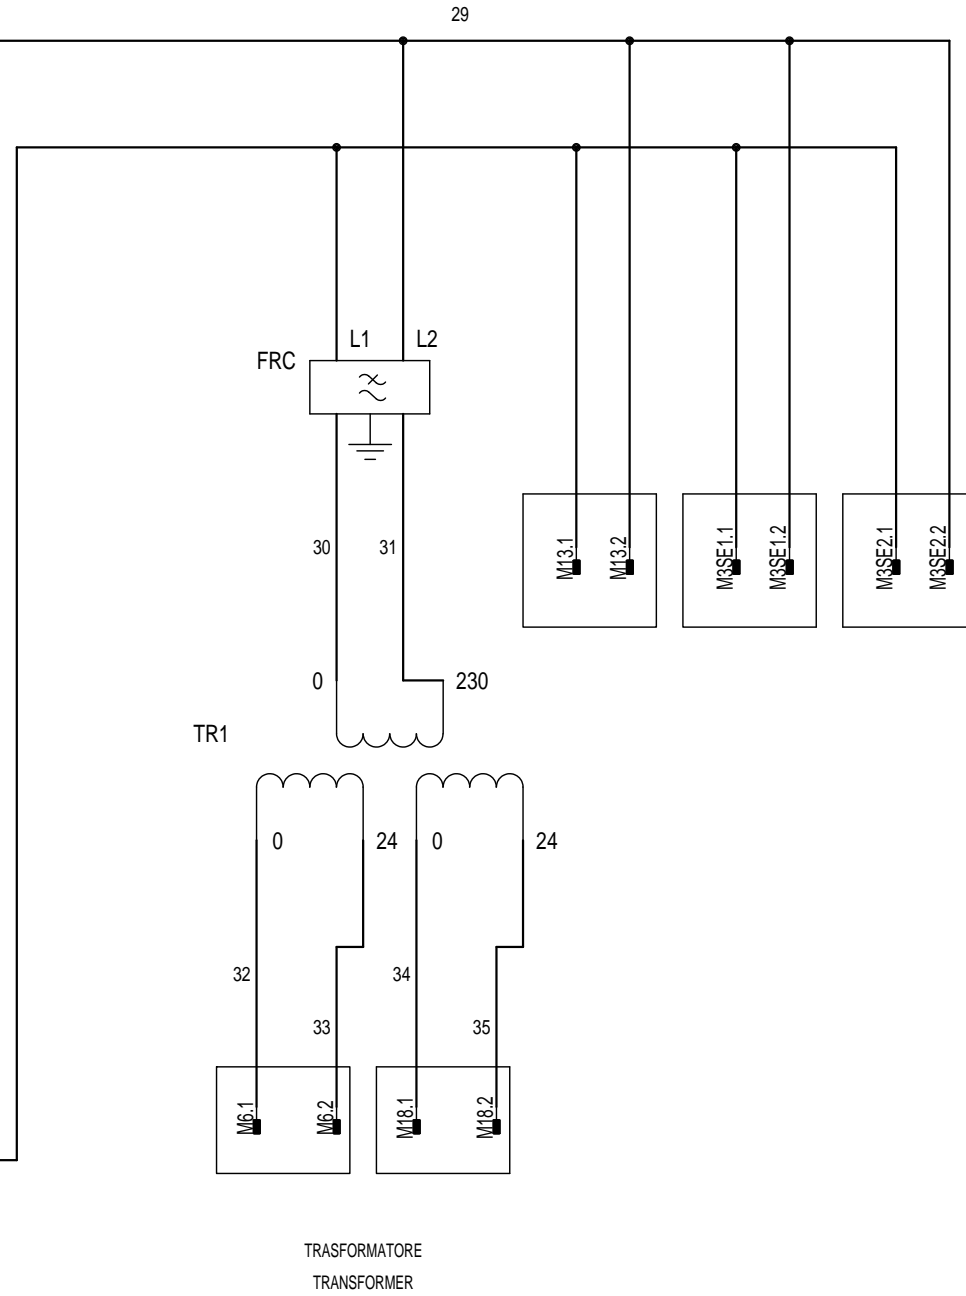 29
L1 L2
FRC
30 31
M13.1 M13.2 M3SE1.1 M3SE1.2 M3SE2.1 M3SE2.2
0 230
TR1
0 24 0 24
32 34
33 35
M6.1 M6.2 M18.1 M18.2
TRASFORMATORE
TRANSFORMER